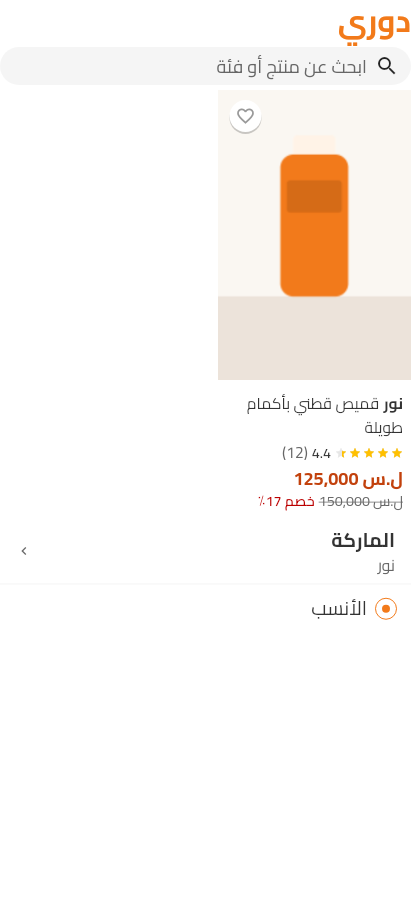 دوري
ابحث عن منتج أو فئة
نور قميص قطني بأكمام
طويلة
4.4 (12)
ل.س 125,000
ل.س 150,000 خصم 17٪
الماركة
نور
الأنسب